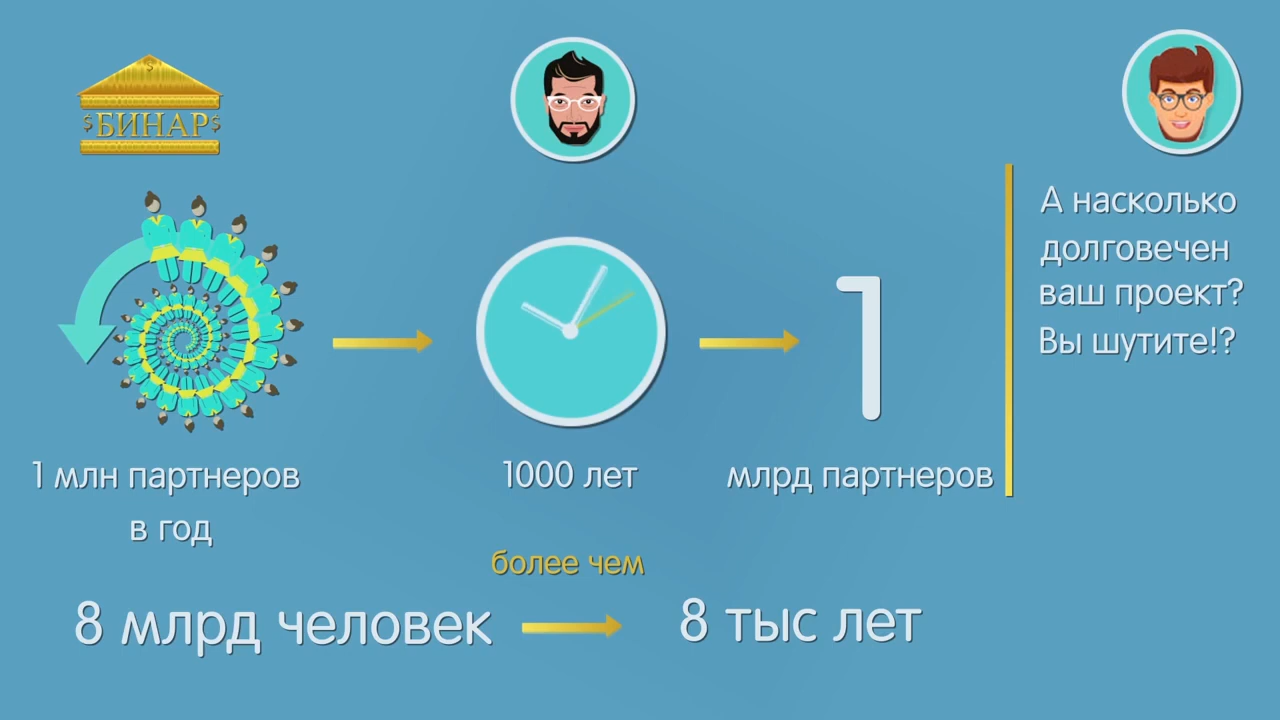 $БИНАР$
1 млн партнеров
в год
1000 лет
1
млрд партнеров
А насколько
долговечен
ваш проект?
Вы шутите!?
более чем
8 млрд человек
8 тыс лет